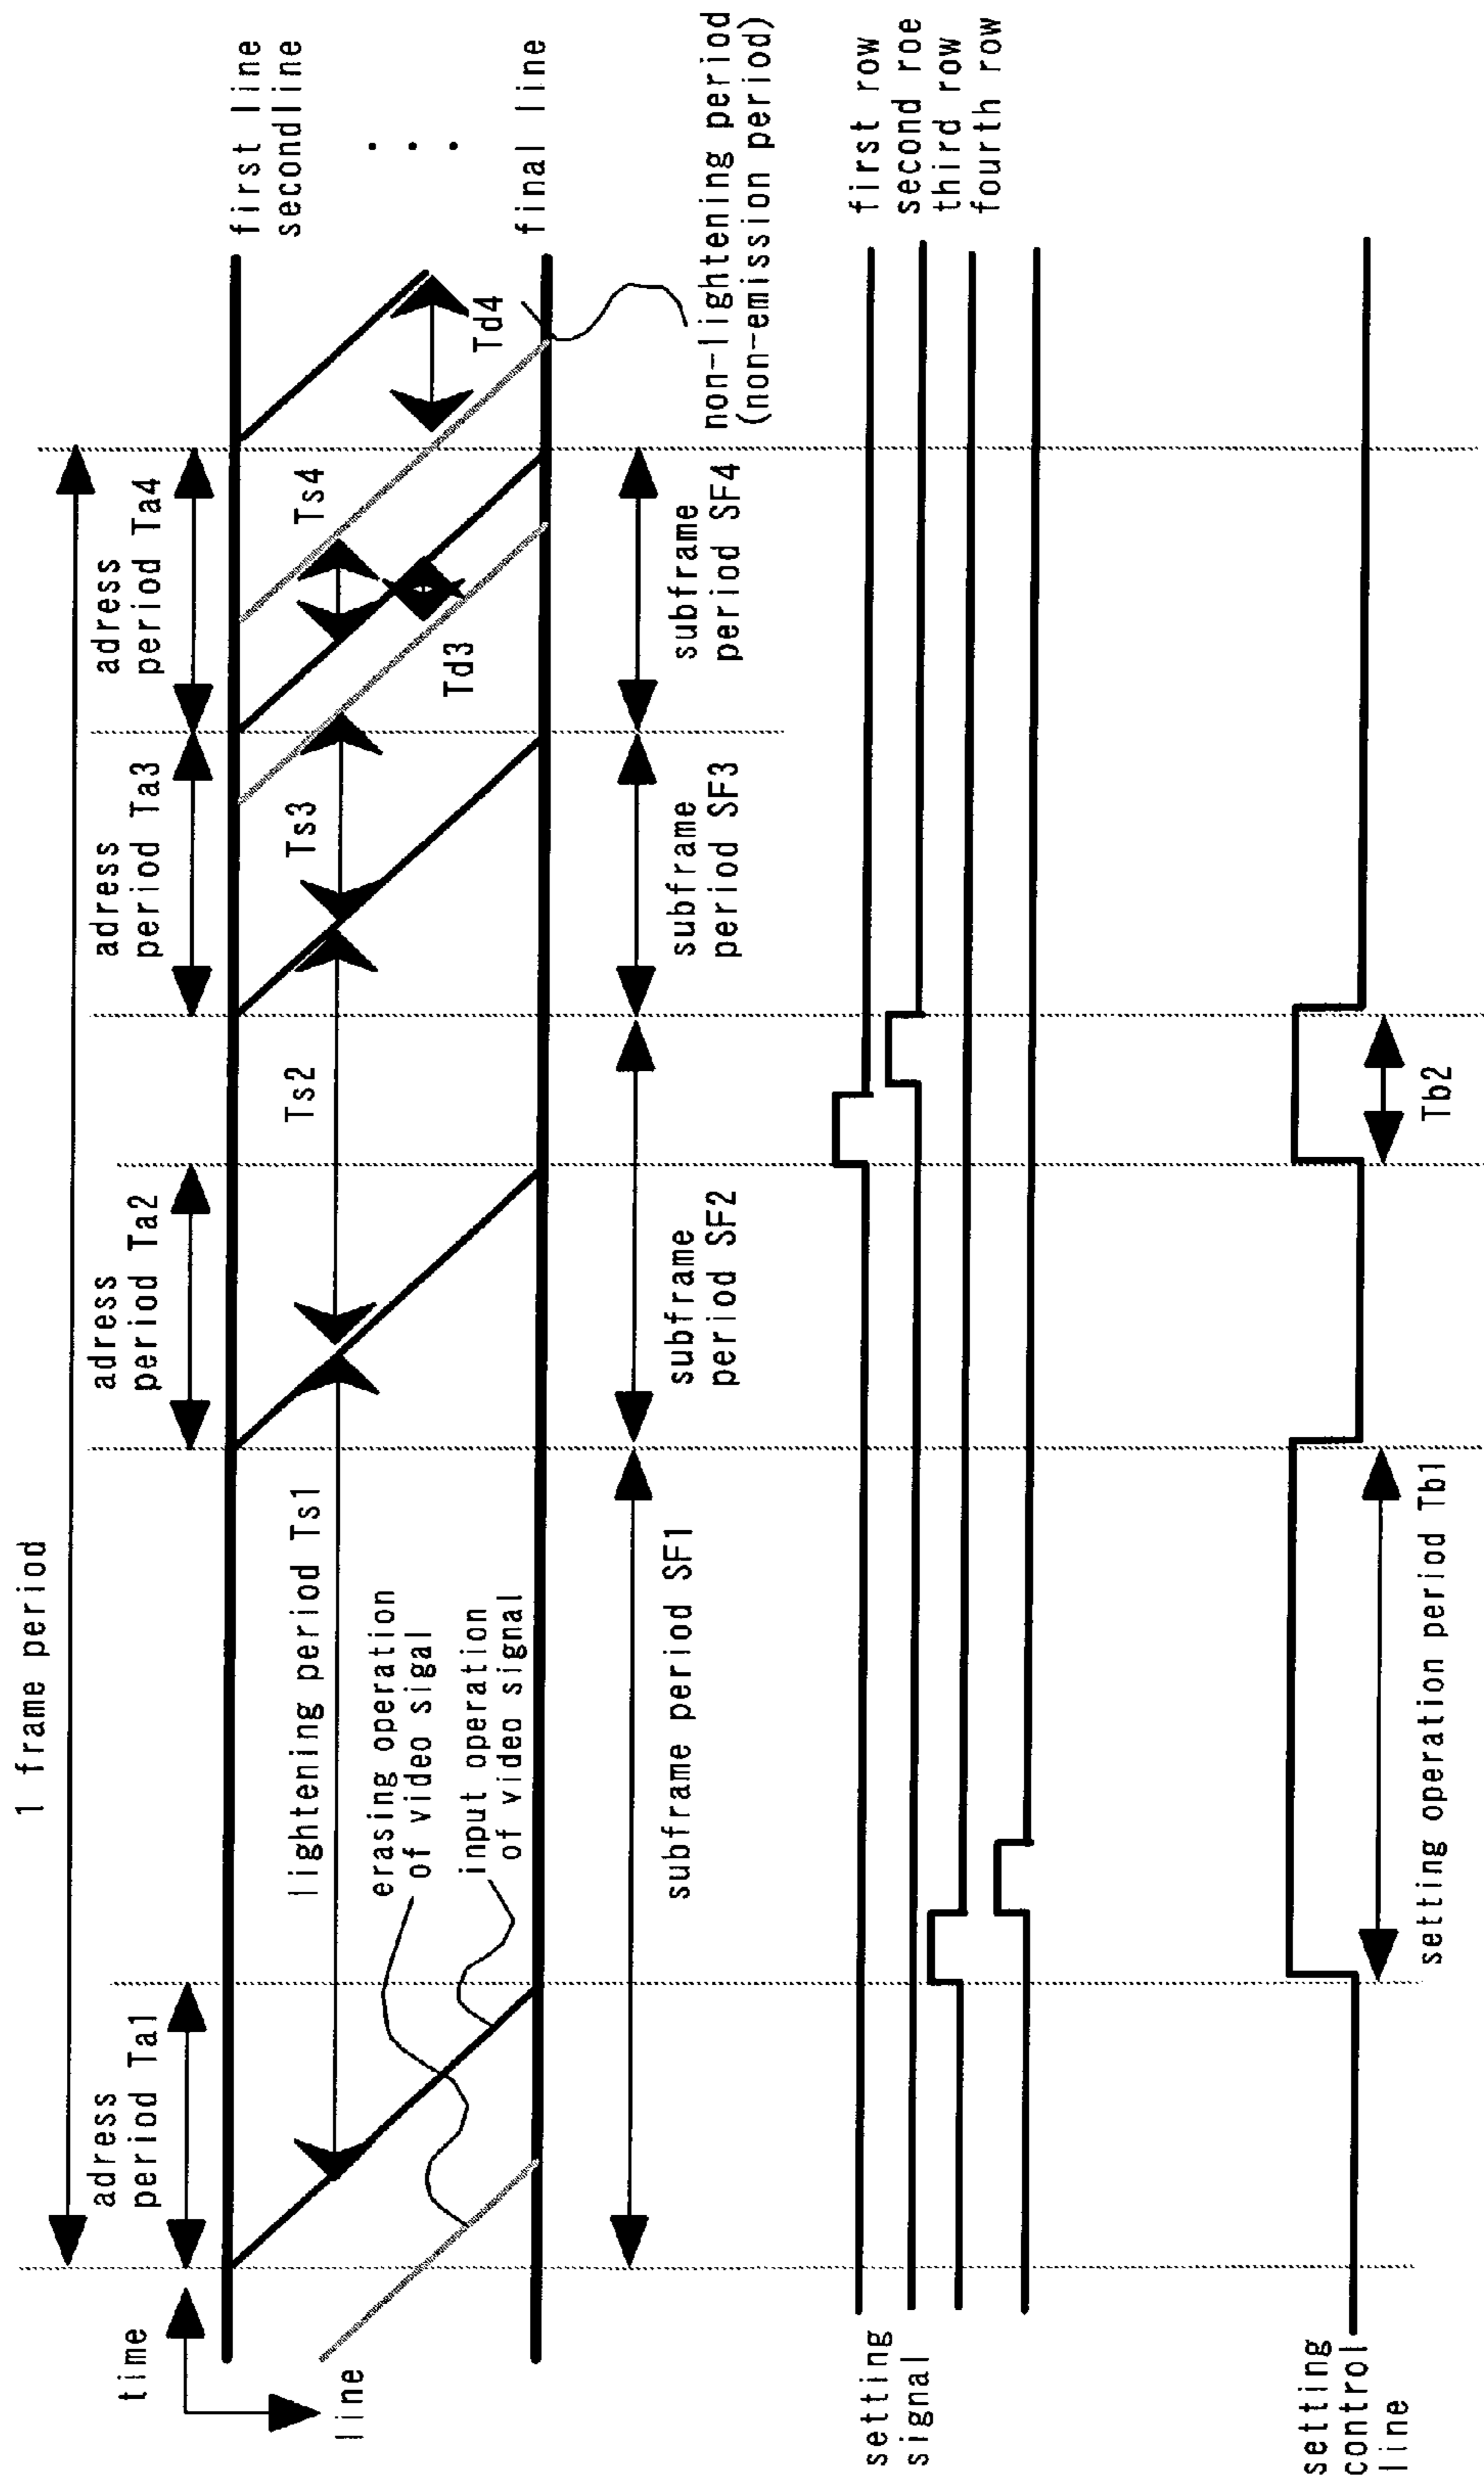 1 frame period
time
line
adress
period Ta1
adress
period Ta2
adress
period Ta3
adress
period Ta4
first line
secondline
final line
lightening period Ts1
Ts2
Ts3
Ts4
erasing operation
of video sigal
input operation
of video signal
Td3
Td4
non-lightening period
(non-emission period)
subframe period SF1
subframe
period SF2
subframe
period SF3
subframe
period SF4
setting
signal
first row
second roe
third row
fourth row
setting
control
line
setting operation period Tb1
Tb2